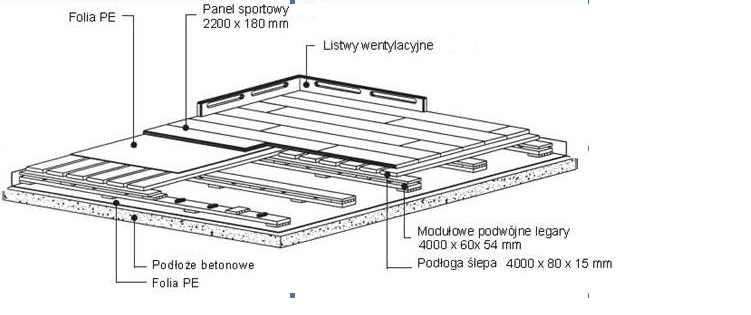 Folia PE
Panel sportowy
2200 x 180 mm
Listwy wentylacyjne
Modułowe podwójne legary
4000 x 60x 54 mm
Podłoga ślepa 4000 x 80 x 15 mm
Podłoże betonowe
Folia PE